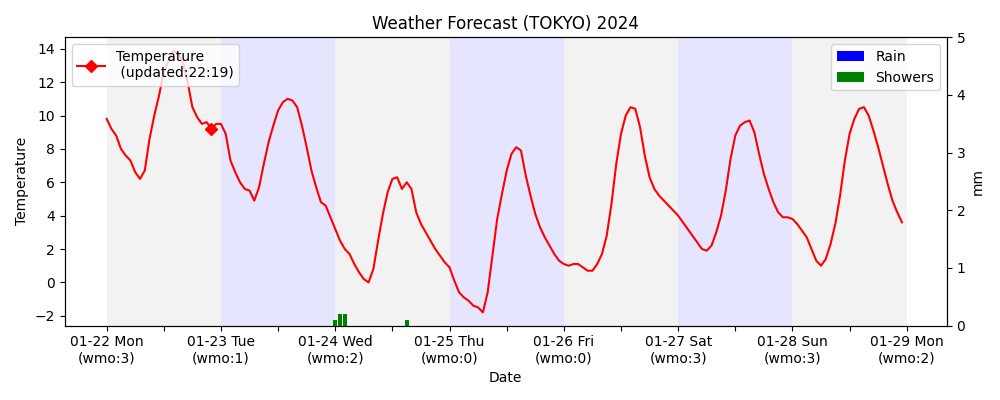 Weather Forecast (TOKYO) 2024
Temperature
(updated:22:19)
Rain
Showers
Temperature
14
12
10
8
6
4
2
0
−2
5
4
3
2
1
0
mm
01-22 Mon
(wmo:3)
01-23 Tue
(wmo:1)
01-24 Wed
(wmo:2)
01-25 Thu
(wmo:0)
01-26 Fri
(wmo:0)
01-27 Sat
(wmo:3)
01-28 Sun
(wmo:3)
01-29 Mon
(wmo:2)
Date